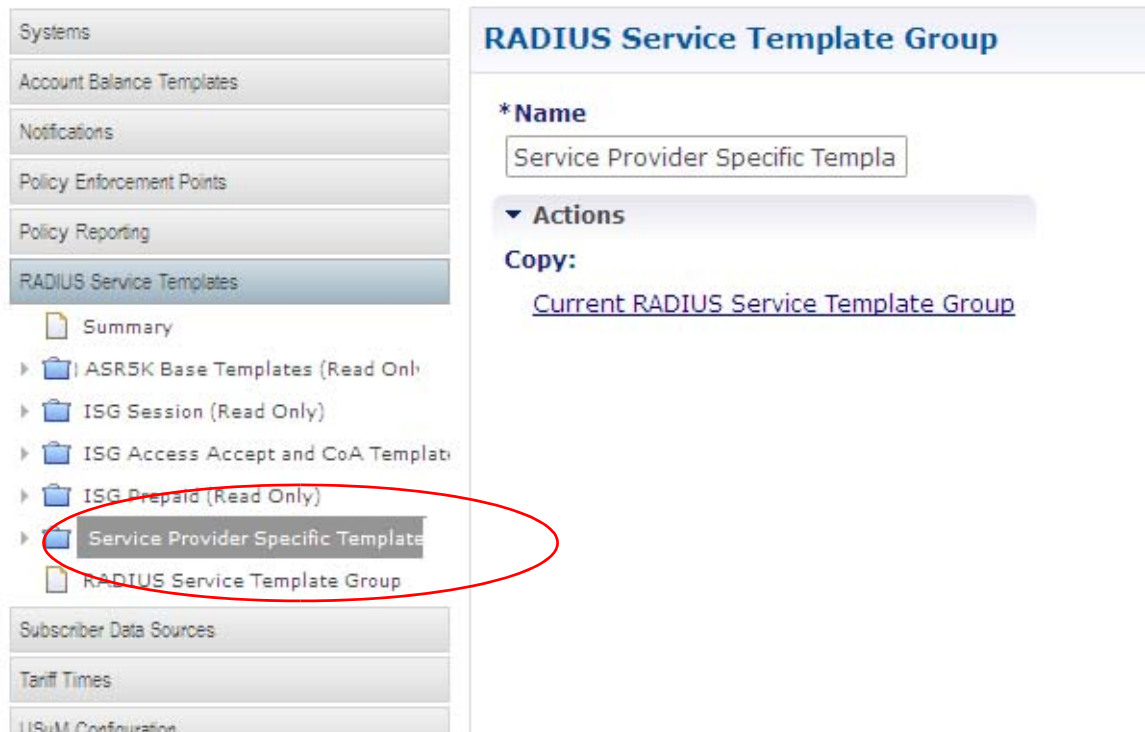 Systems
Account Balance Templates
Notifications
Policy Enforcement Points
Policy Reporting
RADIUS Service Templates
Summary
ASR5K Base Templates (Read Onl
ISG Session (Read Only)
ISG Access Accept and CoA Templat
ISG Prepaid (Read Only)
Service Provider Specific Template
RADIUS Service Template Group
Subscriber Data Sources
Tariff Times
USuM Configuration
RADIUS Service Template Group
*Name
Service Provider Specific Templa
Actions
Copy:
Current RADIUS Service Template Group